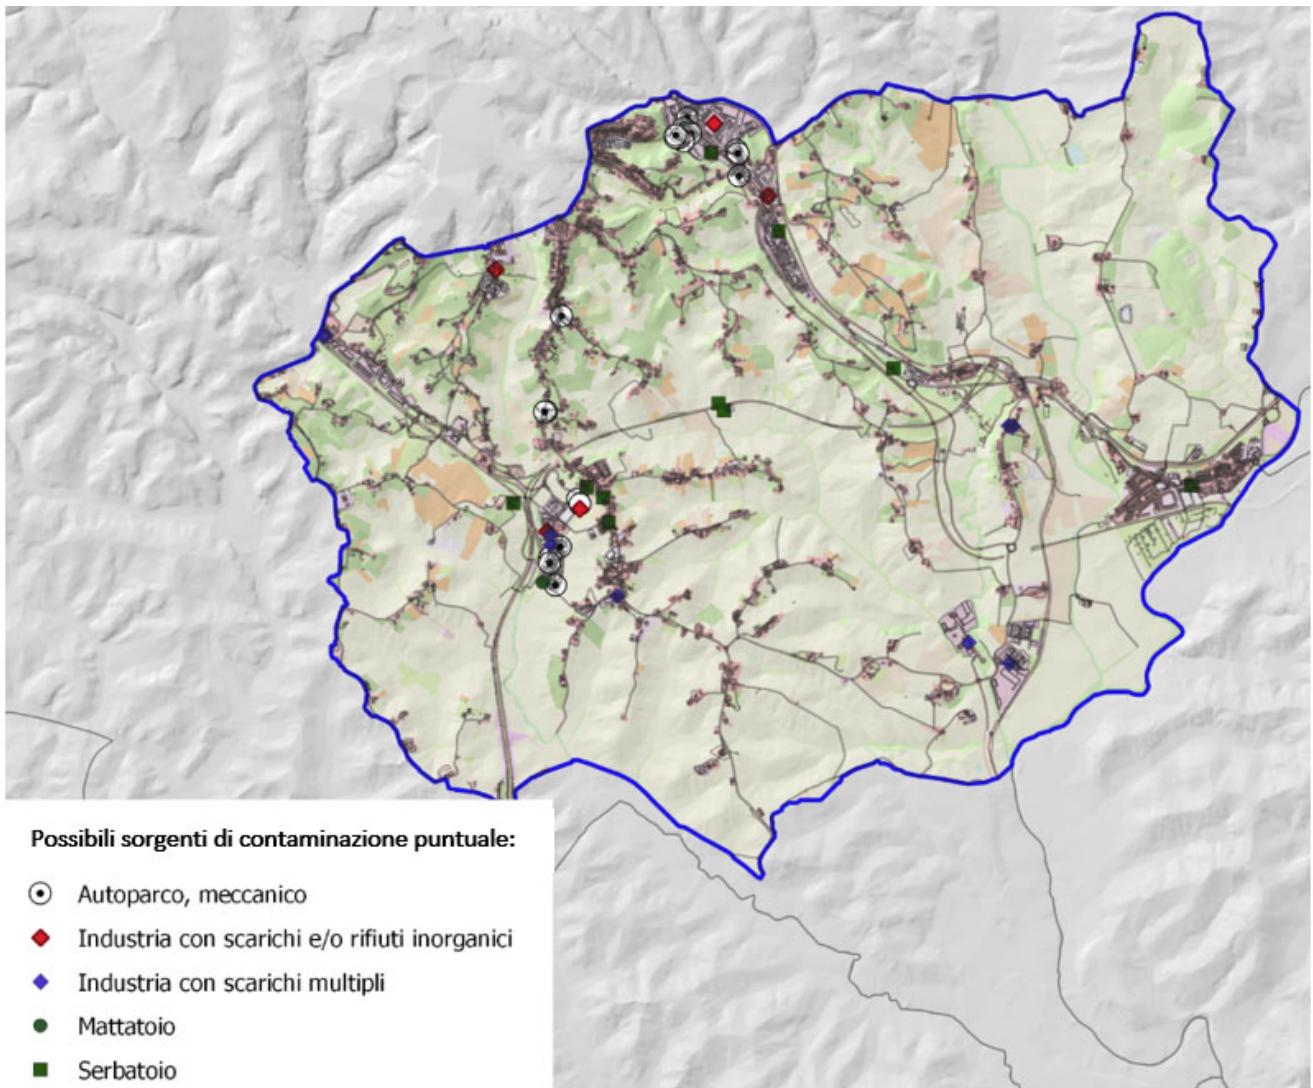 Possibili sorgenti di contaminazione puntuale:
Autoparco, meccanico
Industria con scarichi e/o rifiuti inorganici
Industria con scarichi multipli
Mattatoio
Serbatoio